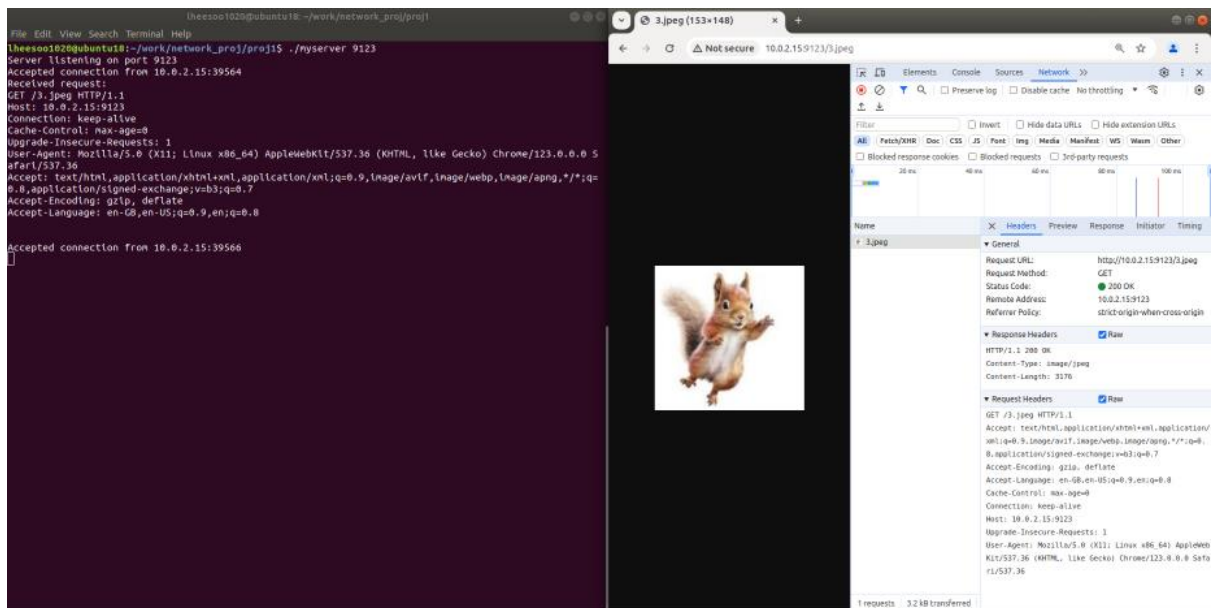 lheesoo1020@ubuntu18: ~/work/network_proj/proj1
File Edit View Search Terminal Help
lheesoo1020@ubuntu18:~/work/network_proj/proj1$ ./myserver 9123
Server listening on port 9123
Accepted connection from 10.0.2.15:39564
Received request:
GET /3.jpeg HTTP/1.1
Host: 10.0.2.15:9123
Connection: keep-alive
Cache-Control: max-age=0
Upgrade-Insecure-Requests: 1
User-Agent: Mozilla/5.0 (X11; Linux x86_64) AppleWebKit/537.36 (KHTML, like Gecko) Chrome/123.0.0.0 S
afari/537.36
Accept: text/html,application/xhtml+xml,application/xml;q=0.9,image/avif,image/webp,image/apng,*/*;q=
0.8,application/signed-exchange;v=b3;q=0.7
Accept-Encoding: gzip, deflate
Accept-Language: en-GB,en-US;q=0.9,en;q=0.8
Accepted connection from 10.0.2.15:39566
3.jpeg (153×148)
Not secure 10.0.2.15:9123/3.jpeg
Elements Console Sources Network
Preserve log Disable cache No throttling
Filter Invert Hide data URLs Hide extension URLs
All Fetch/XHR Doc CSS JS Font Img Media Manifest WS Wasm Other
Blocked response cookies Blocked requests 3rd-party requests
20 ms 40 ms 60 ms 80 ms 100 ms
Name Headers Preview Response Initiator Timing
3.jpeg
General
Request URL: http://10.0.2.15:9123/3.jpeg
Request Method: GET
Status Code: 200 OK
Remote Address: 10.0.2.15:9123
Referrer Policy: strict-origin-when-cross-origin
Response Headers Raw
HTTP/1.1 200 OK
Content-Type: image/jpeg
Content-Length: 3176
Request Headers Raw
GET /3.jpeg HTTP/1.1
Accept: text/html,application/xhtml+xml,application/
xml;q=0.9,image/avif,image/webp,image/apng,*/*;q=0.
8,application/signed-exchange;v=b3;q=0.7
Accept-Encoding: gzip, deflate
Accept-Language: en-GB,en-US;q=0.9,en;q=0.8
Cache-Control: max-age=0
Connection: keep-alive
Host: 10.0.2.15:9123
Upgrade-Insecure-Requests: 1
User-Agent: Mozilla/5.0 (X11; Linux x86_64) AppleWeb
Kit/537.36 (KHTML, like Gecko) Chrome/123.0.0.0 Safa
ri/537.36
1 requests 3.2 kB transferred